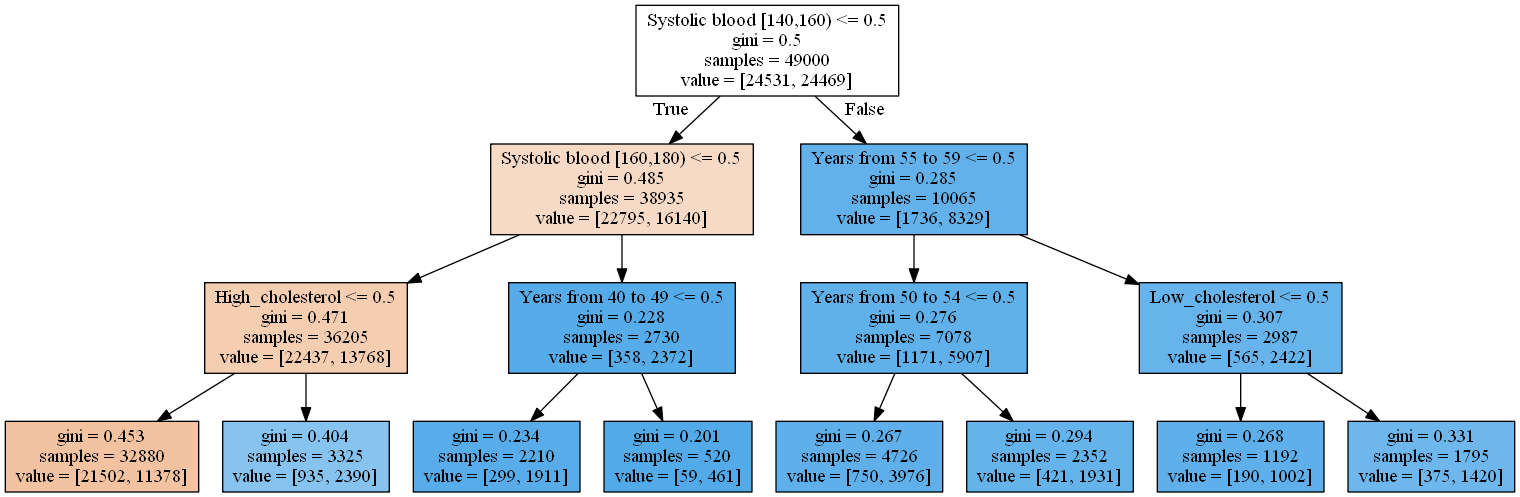 Systolic blood [140,160) <= 0.5
gini = 0.5
samples = 49000
value = [24531, 24469]
True
False
Systolic blood [160,180) <= 0.5
gini = 0.485
samples = 38935
value = [22795, 16140]
Years from 55 to 59 <= 0.5
gini = 0.285
samples = 10065
value = [1736, 8329]
High_cholesterol <= 0.5
gini = 0.471
samples = 36205
value = [22437, 13768]
Years from 40 to 49 <= 0.5
gini = 0.228
samples = 2730
value = [358, 2372]
Years from 50 to 54 <= 0.5
gini = 0.276
samples = 7078
value = [1171, 5907]
Low_cholesterol <= 0.5
gini = 0.307
samples = 2987
value = [565, 2422]
gini = 0.453
samples = 32880
value = [21502, 11378]
gini = 0.404
samples = 3325
value = [935, 2390]
gini = 0.234
samples = 2210
value = [299, 1911]
gini = 0.201
samples = 520
value = [59, 461]
gini = 0.267
samples = 4726
value = [750, 3976]
gini = 0.294
samples = 2352
value = [421, 1931]
gini = 0.268
samples = 1192
value = [190, 1002]
gini = 0.331
samples = 1795
value = [375, 1420]